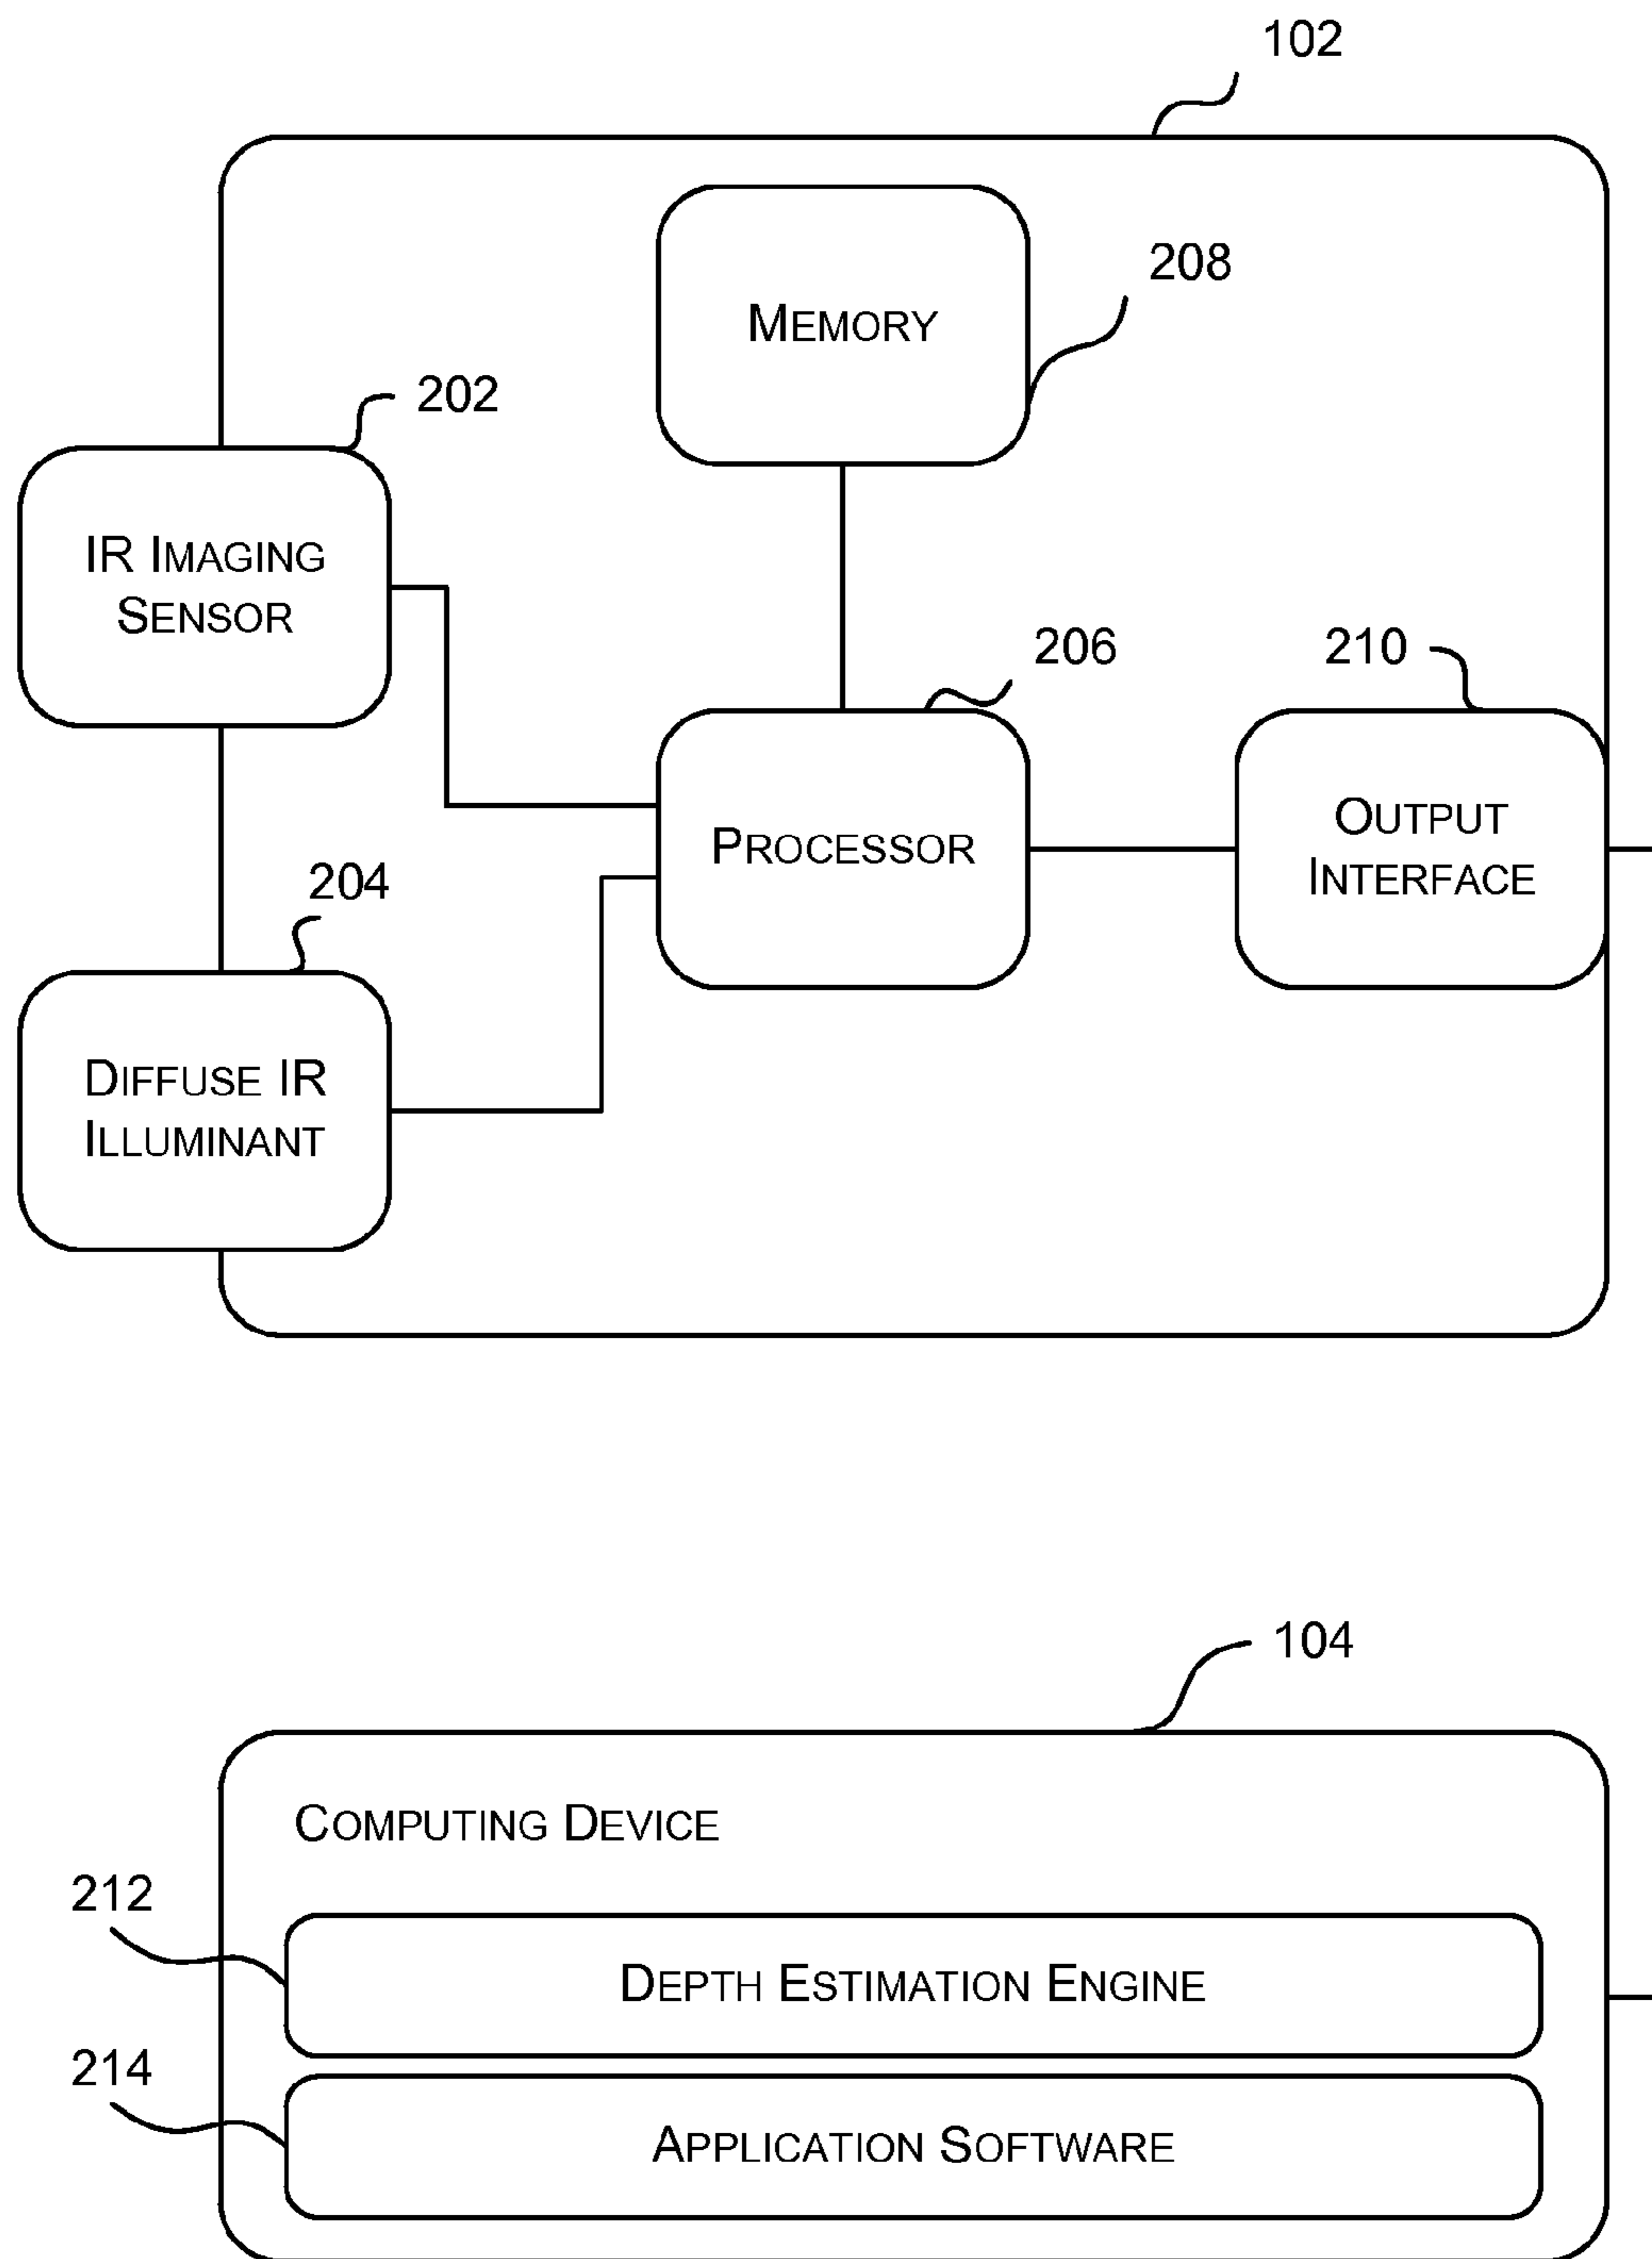 102
208
MEMORY
202
IR IMAGING
SENSOR
206
210
PROCESSOR
OUTPUT
INTERFACE
204
DIFFUSE IR
ILLUMINANT
104
COMPUTING DEVICE
212
DEPTH ESTIMATION ENGINE
214
APPLICATION SOFTWARE